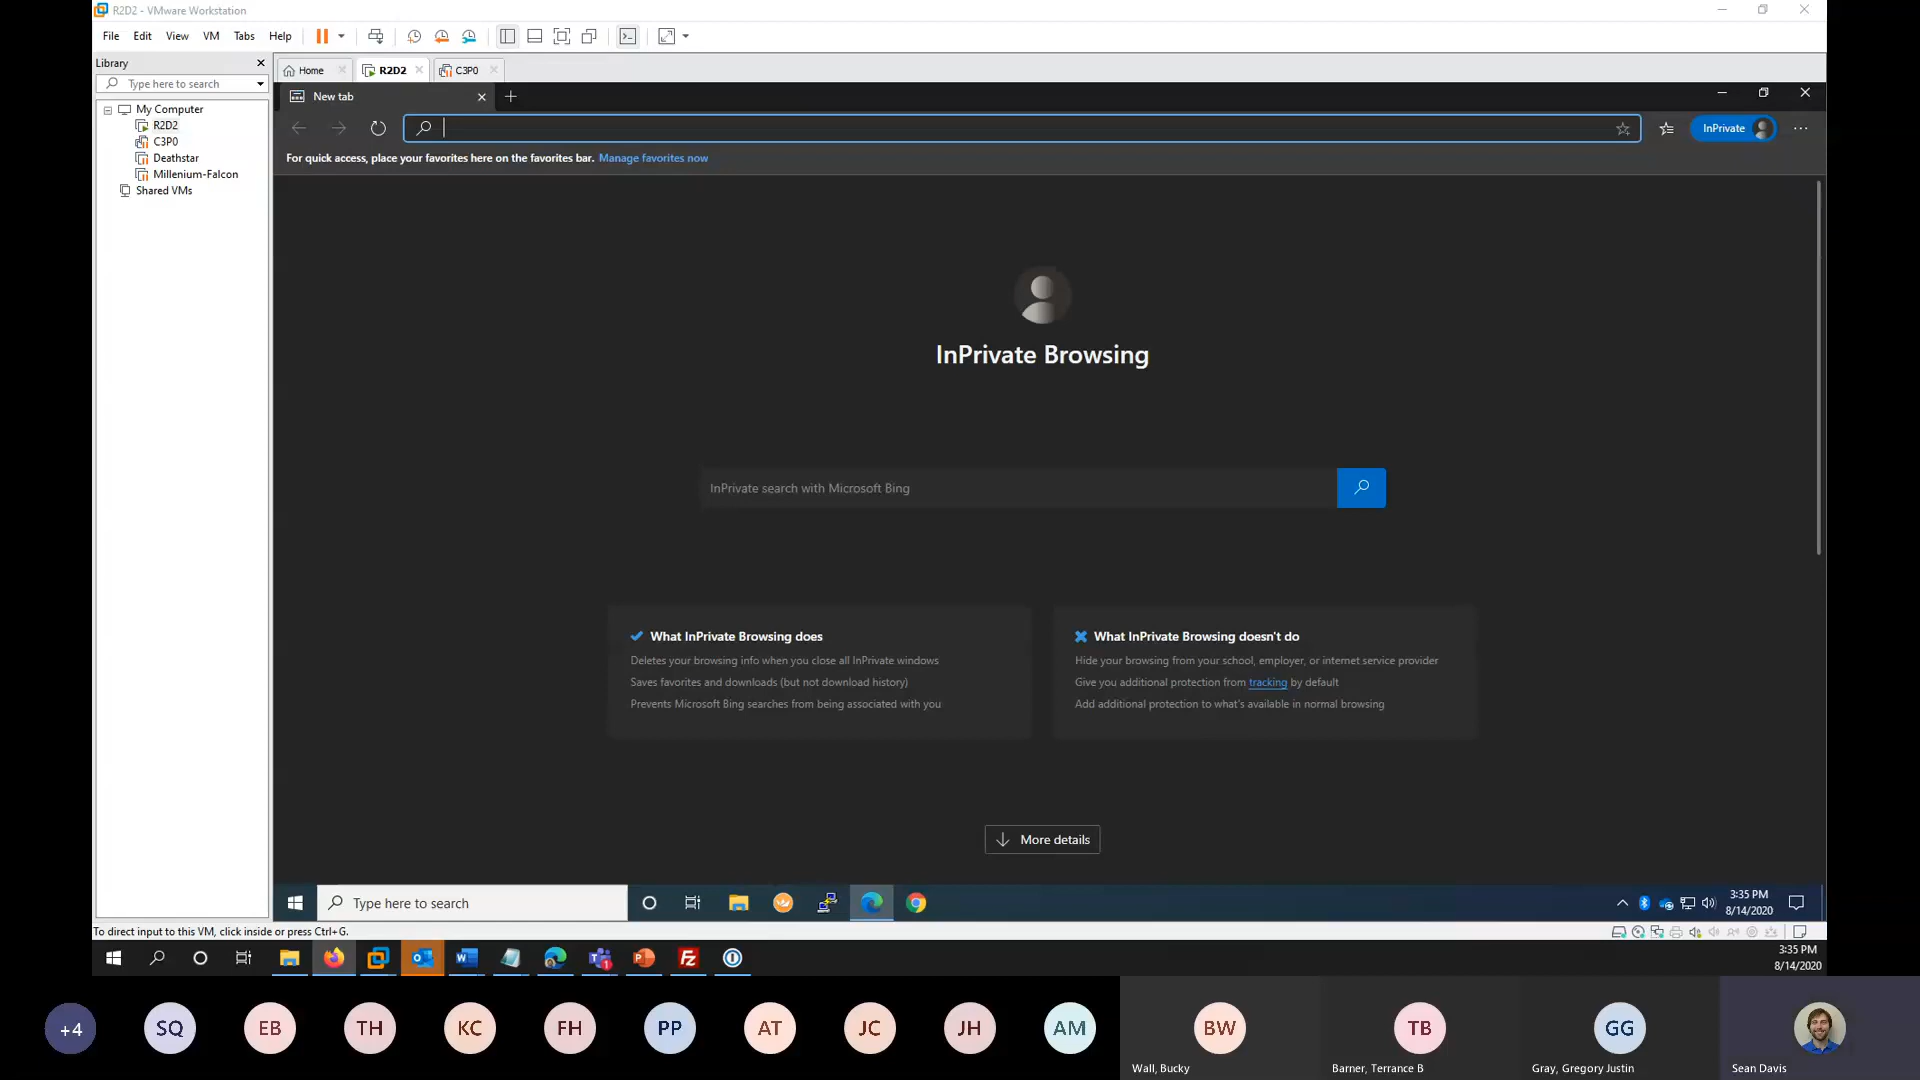 R2D2 - VMware Workstation
File Edit View VM Tabs Help
Library
Type here to search
My Computer
R2D2
C3P0
Deathstar
Millenium-Falcon
Shared VMs
Home R2D2 C3P0
New tab
InPrivate
For quick access, place your favorites here on the favorites bar. Manage favorites now
InPrivate Browsing
InPrivate search with Microsoft Bing
What InPrivate Browsing does
Deletes your browsing info when you close all InPrivate windows
Saves favorites and downloads (but not download history)
Prevents Microsoft Bing searches from being associated with you
What InPrivate Browsing doesn't do
Hide your browsing from your school, employer, or internet service provider
Give you additional protection from tracking by default
Add additional protection to what's available in normal browsing
More details
Type here to search
3:35 PM
8/14/2020
To direct input to this VM, click inside or press Ctrl+G.
3:35 PM
8/14/2020
+4 SQ EB TH KC FH PP AT JC JH AM BW TB GG
Wall, Bucky Barner, Terrance B Gray, Gregory Justin Sean Davis